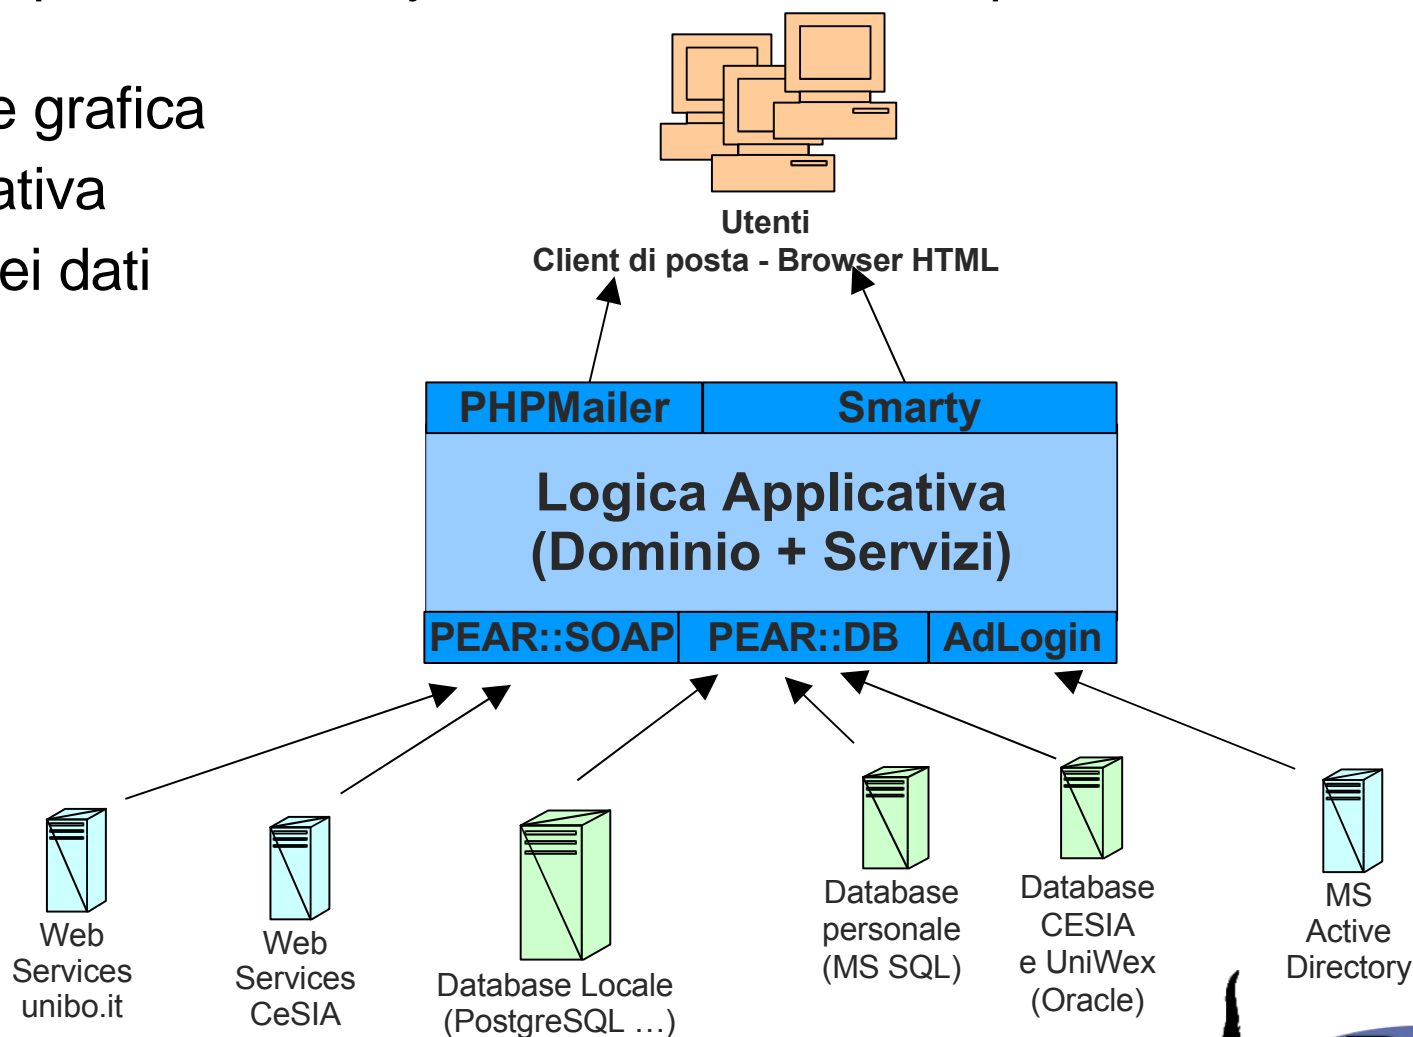 e grafica
ativa
ei dati
Utenti
Client di posta - Browser HTML
PHPMailer
Smarty
Logica Applicativa
(Dominio + Servizi)
PEAR::SOAP
PEAR::DB
AdLogin
Web
Services
unibo.it
Web
Services
CeSIA
Database Locale
(PostgreSQL …)
Database
personale
(MS SQL)
Database
CESIA
e UniWex
(Oracle)
MS
Active
Directory